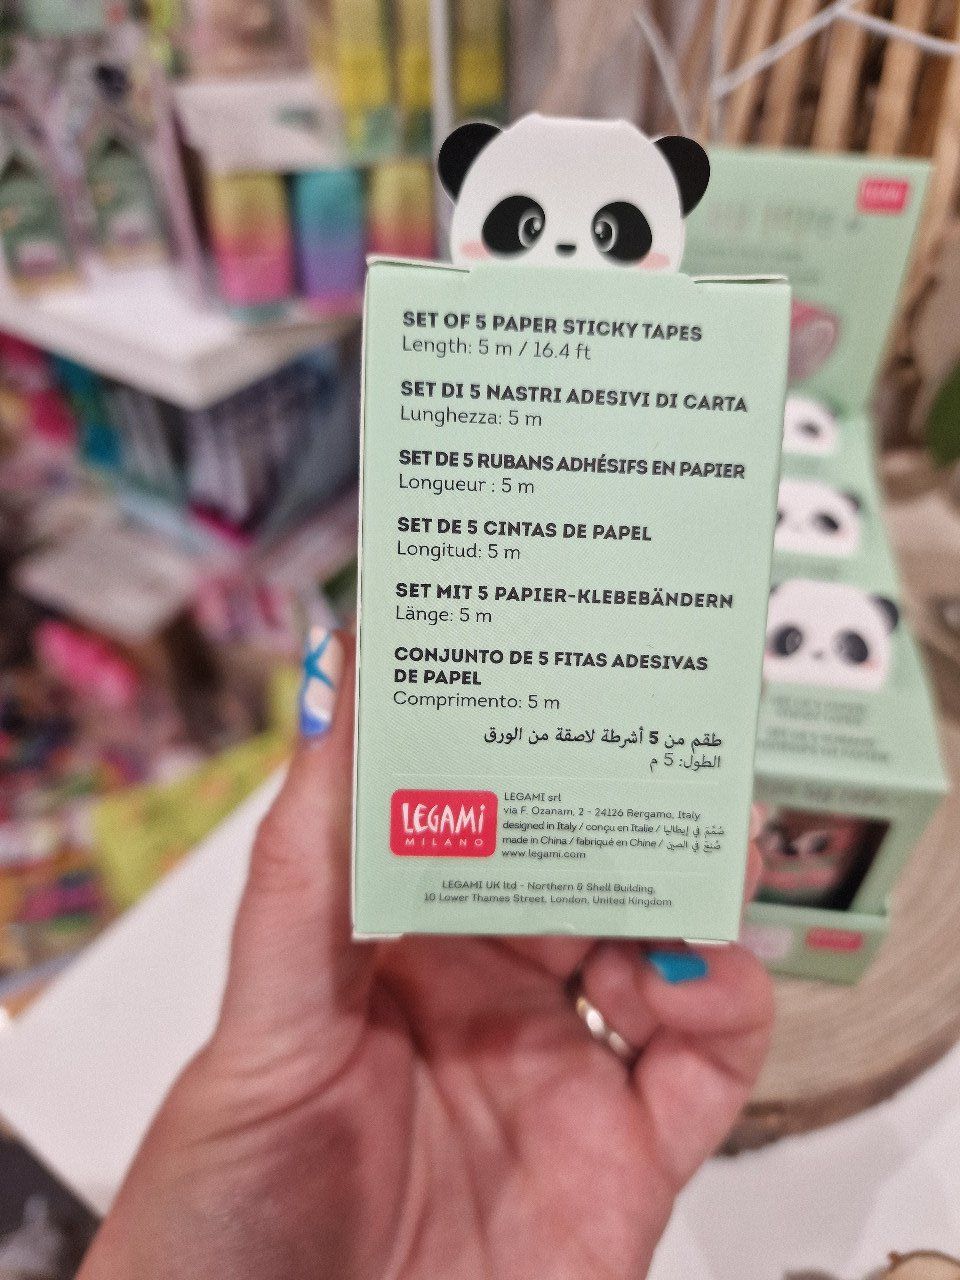 SET OF 5 PAPER STICKY TAPES
Length: 5 m / 16.4 ft
SET DI 5 NASTRI ADESIVI DI CARTA
Lunghezza: 5 m
SET DE 5 RUBANS ADHÉSIFS EN PAPIER
Longueur : 5 m
SET DE 5 CINTAS DE PAPEL
Longitud: 5 m
SET MIT 5 PAPIER-KLEBEBÄNDERN
Länge: 5 m
CONJUNTO DE 5 FITAS ADESIVAS
DE PAPEL
Comprimento: 5 m
طقم من 5 أشرطة لاصقة من الورق
الطول: 5 م
LEGAMI
MILANO
LEGAMI srl
via F. Ozanam, 2 - 24126 Bergamo, Italy
designed in Italy / conçu en Italie / صُمّمَ في إيطاليا
made in China / fabriqué en Chine / صُنِعَ في الصين
www.legami.com
LEGAMI UK ltd - Northern & Shell Building,
10 Lower Thames Street, London, United Kingdom